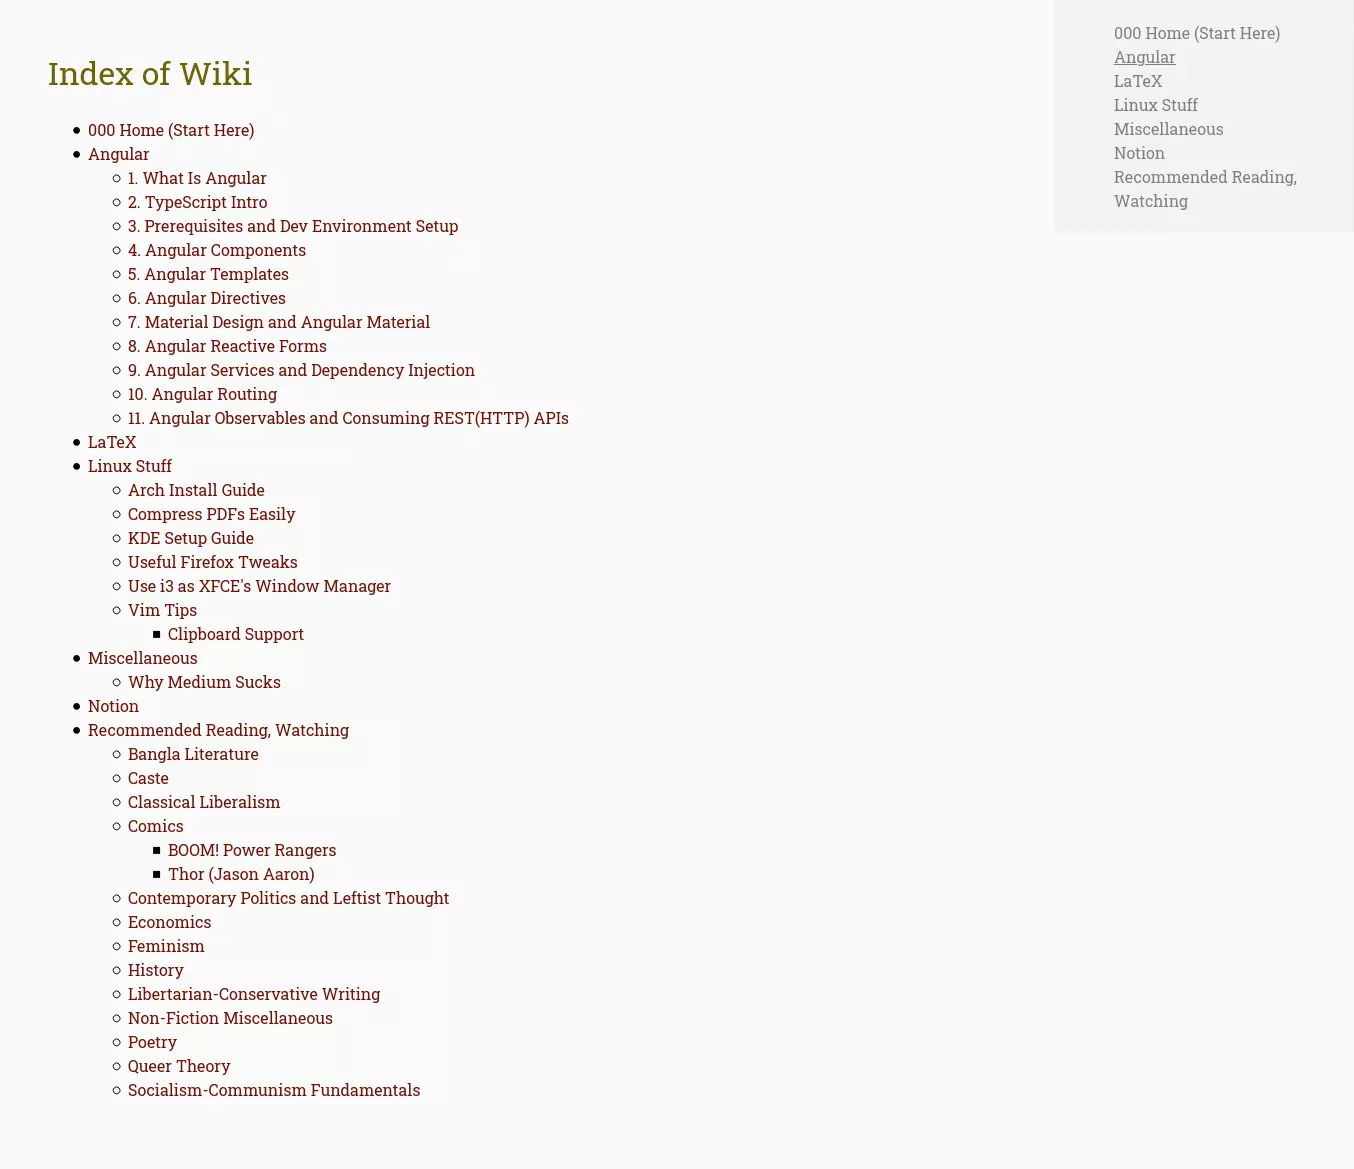 Index of Wiki
000 Home (Start Here)
Angular
1. What Is Angular
2. TypeScript Intro
3. Prerequisites and Dev Environment Setup
4. Angular Components
5. Angular Templates
6. Angular Directives
7. Material Design and Angular Material
8. Angular Reactive Forms
9. Angular Services and Dependency Injection
10. Angular Routing
11. Angular Observables and Consuming REST(HTTP) APIs
LaTeX
Linux Stuff
Arch Install Guide
Compress PDFs Easily
KDE Setup Guide
Useful Firefox Tweaks
Use i3 as XFCE's Window Manager
Vim Tips
Clipboard Support
Miscellaneous
Why Medium Sucks
Notion
Recommended Reading, Watching
Bangla Literature
Caste
Classical Liberalism
Comics
BOOM! Power Rangers
Thor (Jason Aaron)
Contemporary Politics and Leftist Thought
Economics
Feminism
History
Libertarian-Conservative Writing
Non-Fiction Miscellaneous
Poetry
Queer Theory
Socialism-Communism Fundamentals
000 Home (Start Here)
Angular
LaTeX
Linux Stuff
Miscellaneous
Notion
Recommended Reading,
Watching